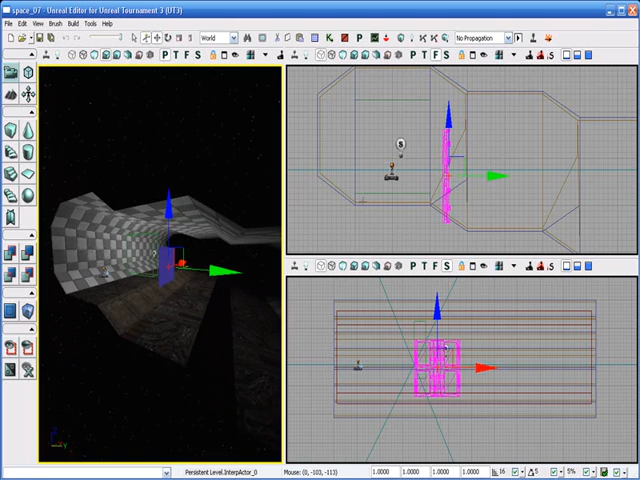 space_07 - Unreal Editor for Unreal Tournament 3 (UT3)
File Edit View Brush Build Tools Help
World
No Propagation
P T F S
P T F S
P T F S
Persistent Level.InterpActor_0 Mouse: (0, -103, -113) 1.0000 1.0000 1.0000 1.0000 16 5 5%